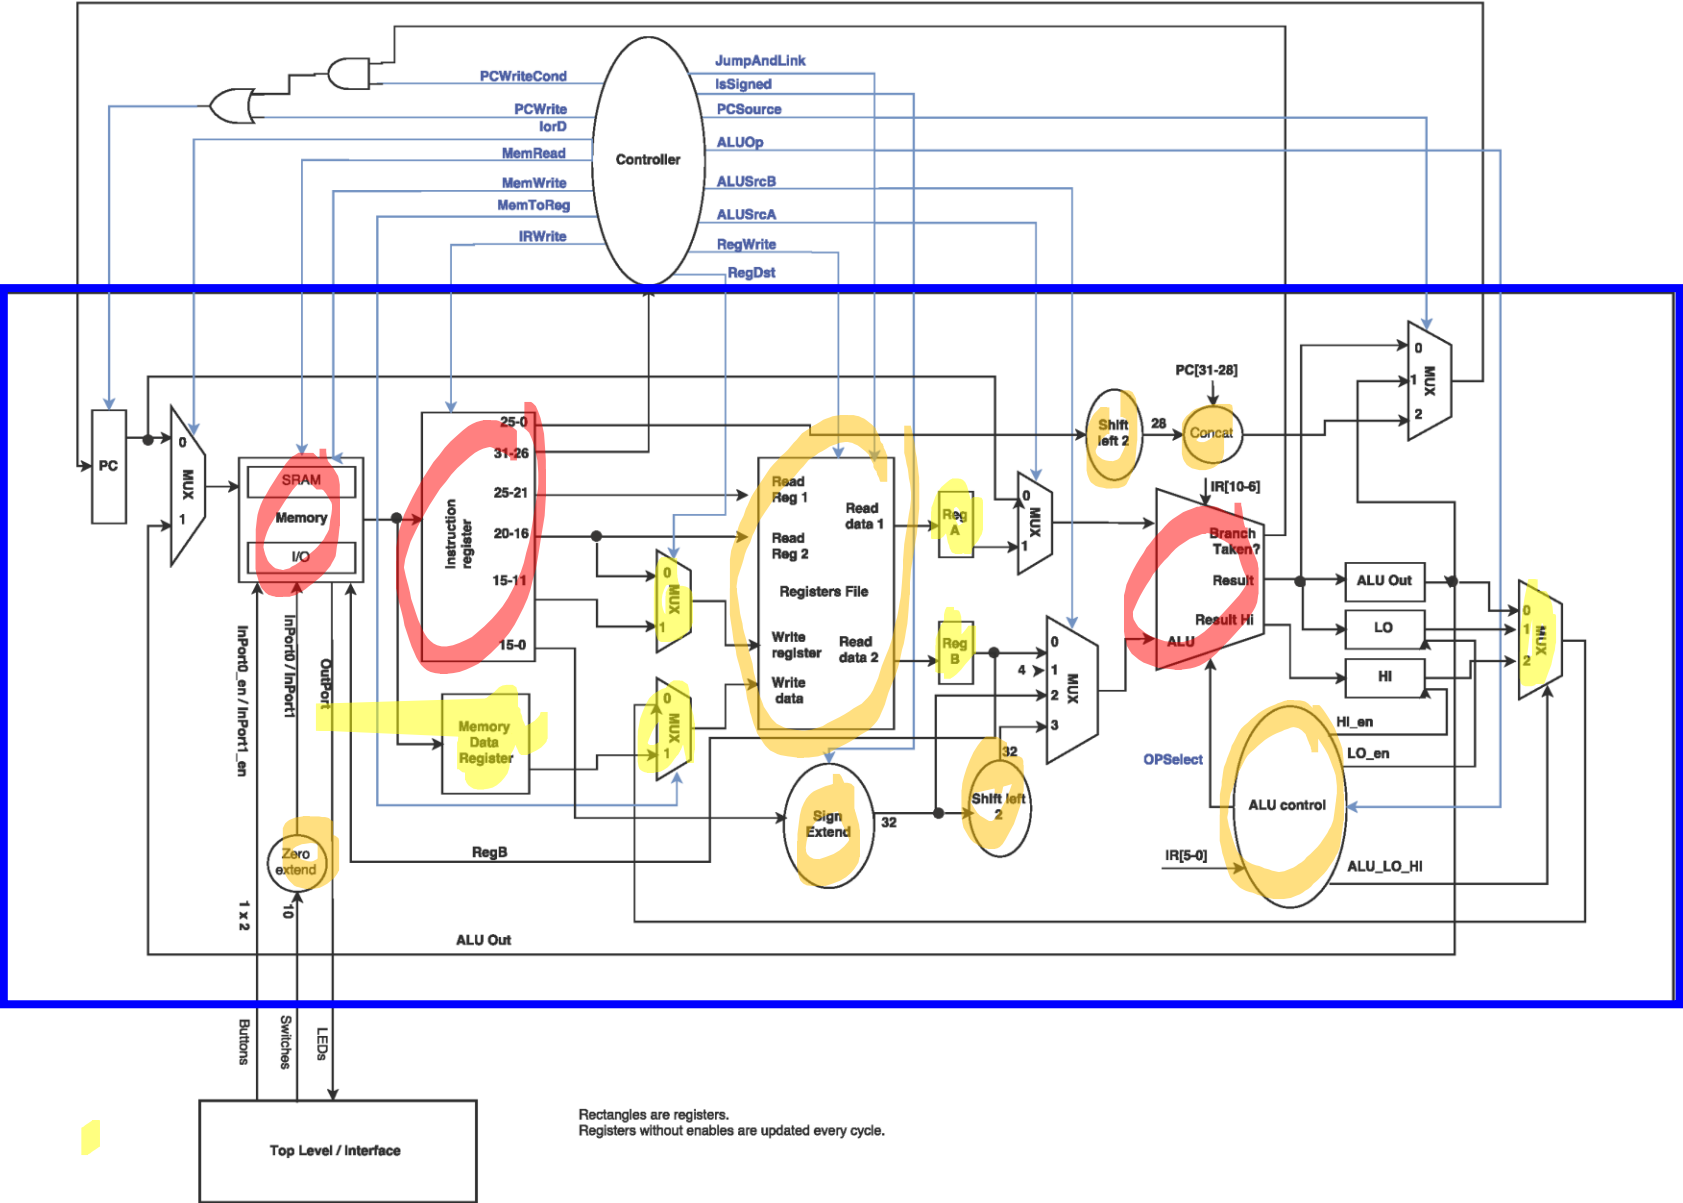 JumpAndLink
IsSigned
PCWriteCond
PCSource
PCWrite
IorD
ALUOp
MemRead
Controller
MemWrite
ALUSrcB
MemToReg
ALUSrcA
IRWrite
RegWrite
RegDst
PC
0
MUX
1
SRAM
Memory
I/O
Instruction
register
25-0
31-26
25-21
20-16
15-11
15-0
0
MUX
1
Memory
Data
Register
0
MUX
1
Read
Reg 1
Read
Reg 2
Registers File
Write
register
Write
data
Read
data 1
Read
data 2
Reg
A
Reg
B
0
MUX
1
0
4
1
2
3
MUX
Shift
left 2
28
PC[31-28]
Concat
0
1
2
MUX
IR[10-6]
Branch
Taken?
Result
Result Hi
ALU
ALU Out
LO
HI
0
1
2
MUX
HI_en
LO_en
OPSelect
ALU control
IR[5-0]
ALU_LO_HI
Sign
Extend
32
Shift left
2
32
RegB
ALU Out
InPort0_en / InPort1_en
InPort0 / InPort1
OutPort
Zero
extend
1 x 2
10
Buttons
Switches
LEDs
Top Level / Interface
Rectangles are registers.
Registers without enables are updated every cycle.